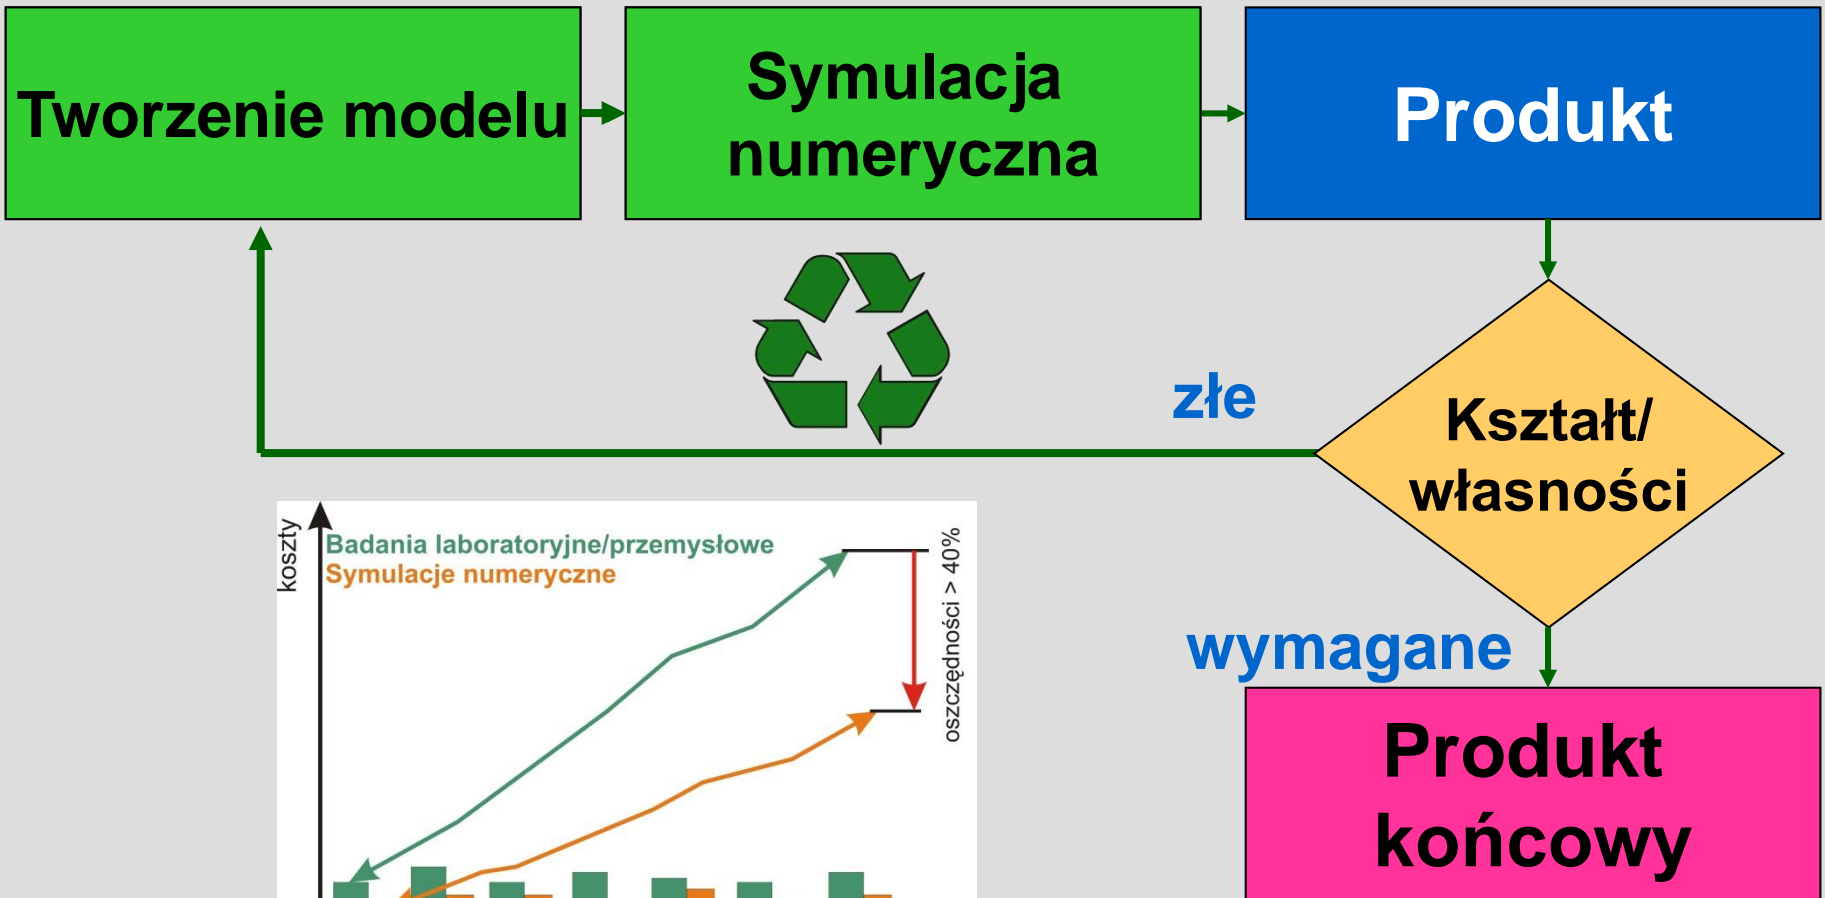 Tworzenie modelu
Symulacja
numeryczna
Produkt
złe
Kształt/
własności
wymagane
Produkt
końcowy
koszty
Badania laboratoryjne/przemysłowe
Symulacje numeryczne
oszczędności > 40%